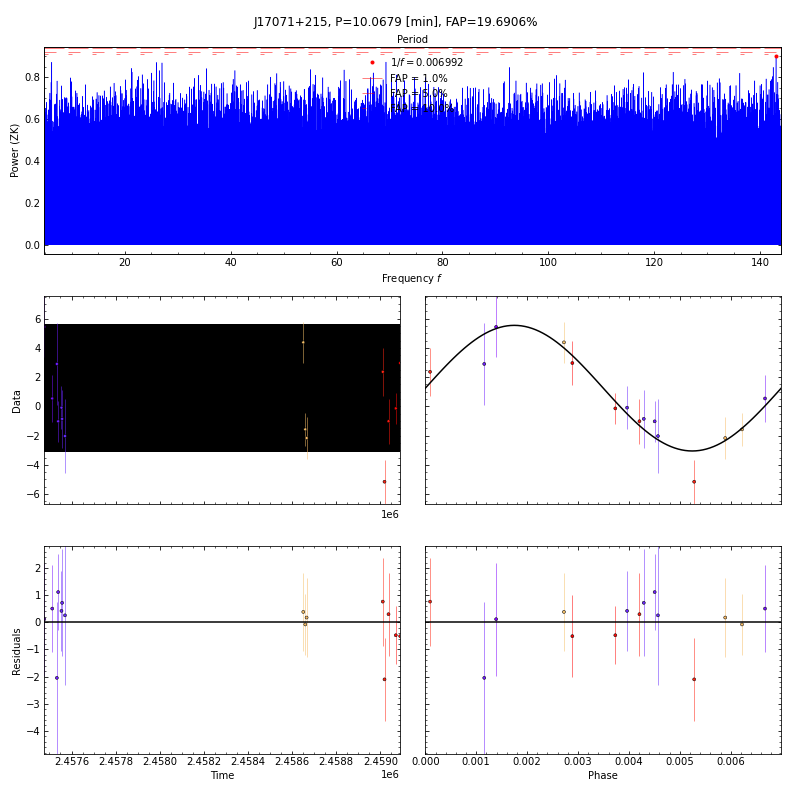 J17071+215, P=10.0679 [min], FAP=19.6906%
Period
1/f = 0.006992
FAP = 1.0%
Power (ZK)
0.8
0.6
0.4
0.2
0.0
20 40 60 80 100 120 140
Frequency f
Data
6
4
2
0
−2
−4
−6
1e6
Residuals
2
1
0
−1
−2
−3
−4
2.4576 2.4578 2.4580 2.4582 2.4584 2.4586 2.4588 2.4590
1e6
Time
0.000 0.001 0.002 0.003 0.004 0.005 0.006
Phase